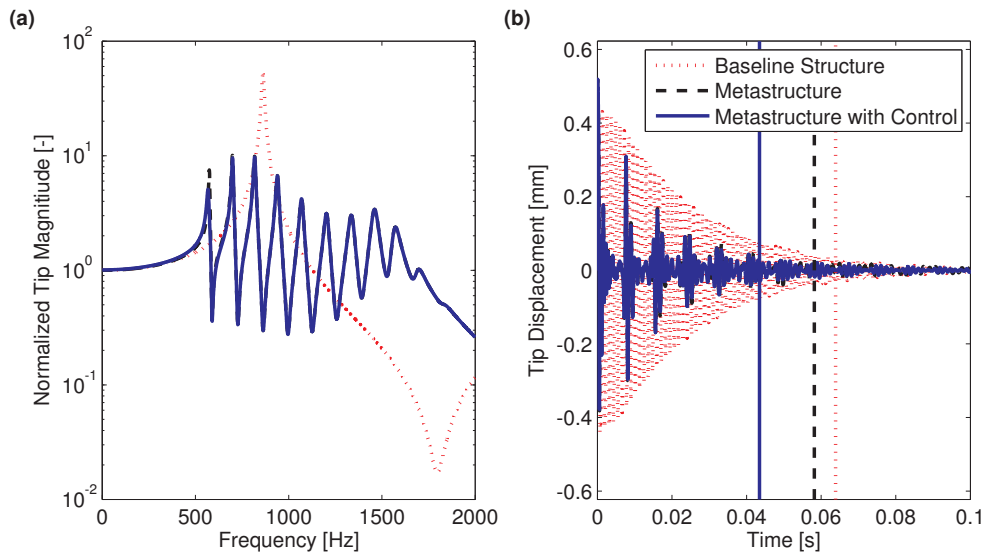 (a)
10^2
10^1
10^0
10^-1
10^-2
Normalized Tip Magnitiude [-]
0
500
1000
1500
2000
Frequency [Hz]
(b)
Baseline Structure
Metastructure
Metastructure with Control
0.6
0.4
0.2
0
-0.2
-0.4
-0.6
Tip Displacement [mm]
0
0.02
0.04
0.06
0.08
0.1
Time [s]